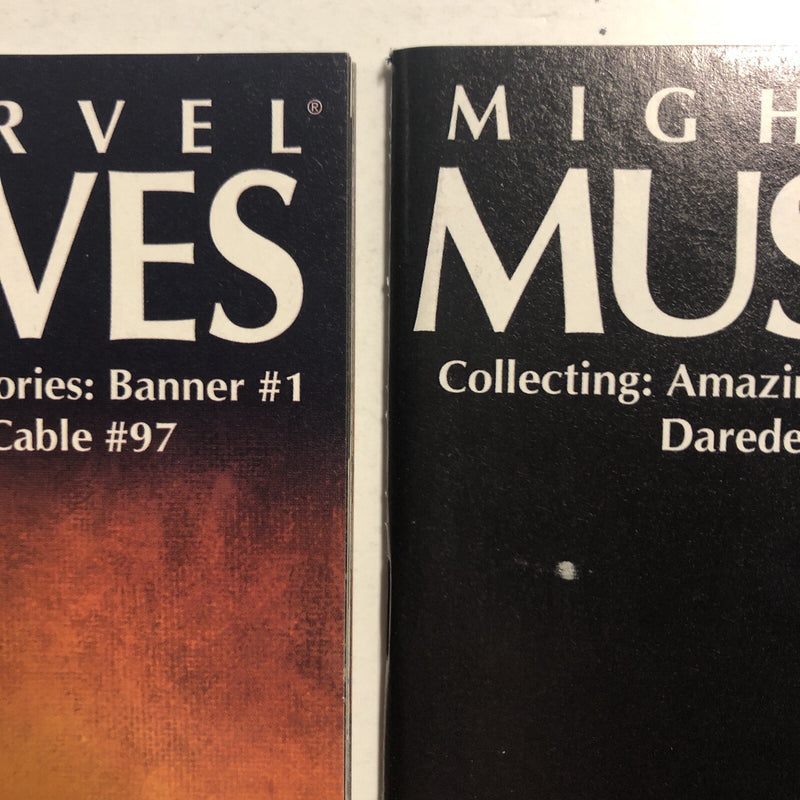 RVEL®
VES
ories: Banner #1
Cable #97
MIGH
MUS
Collecting: Amazin
Darede